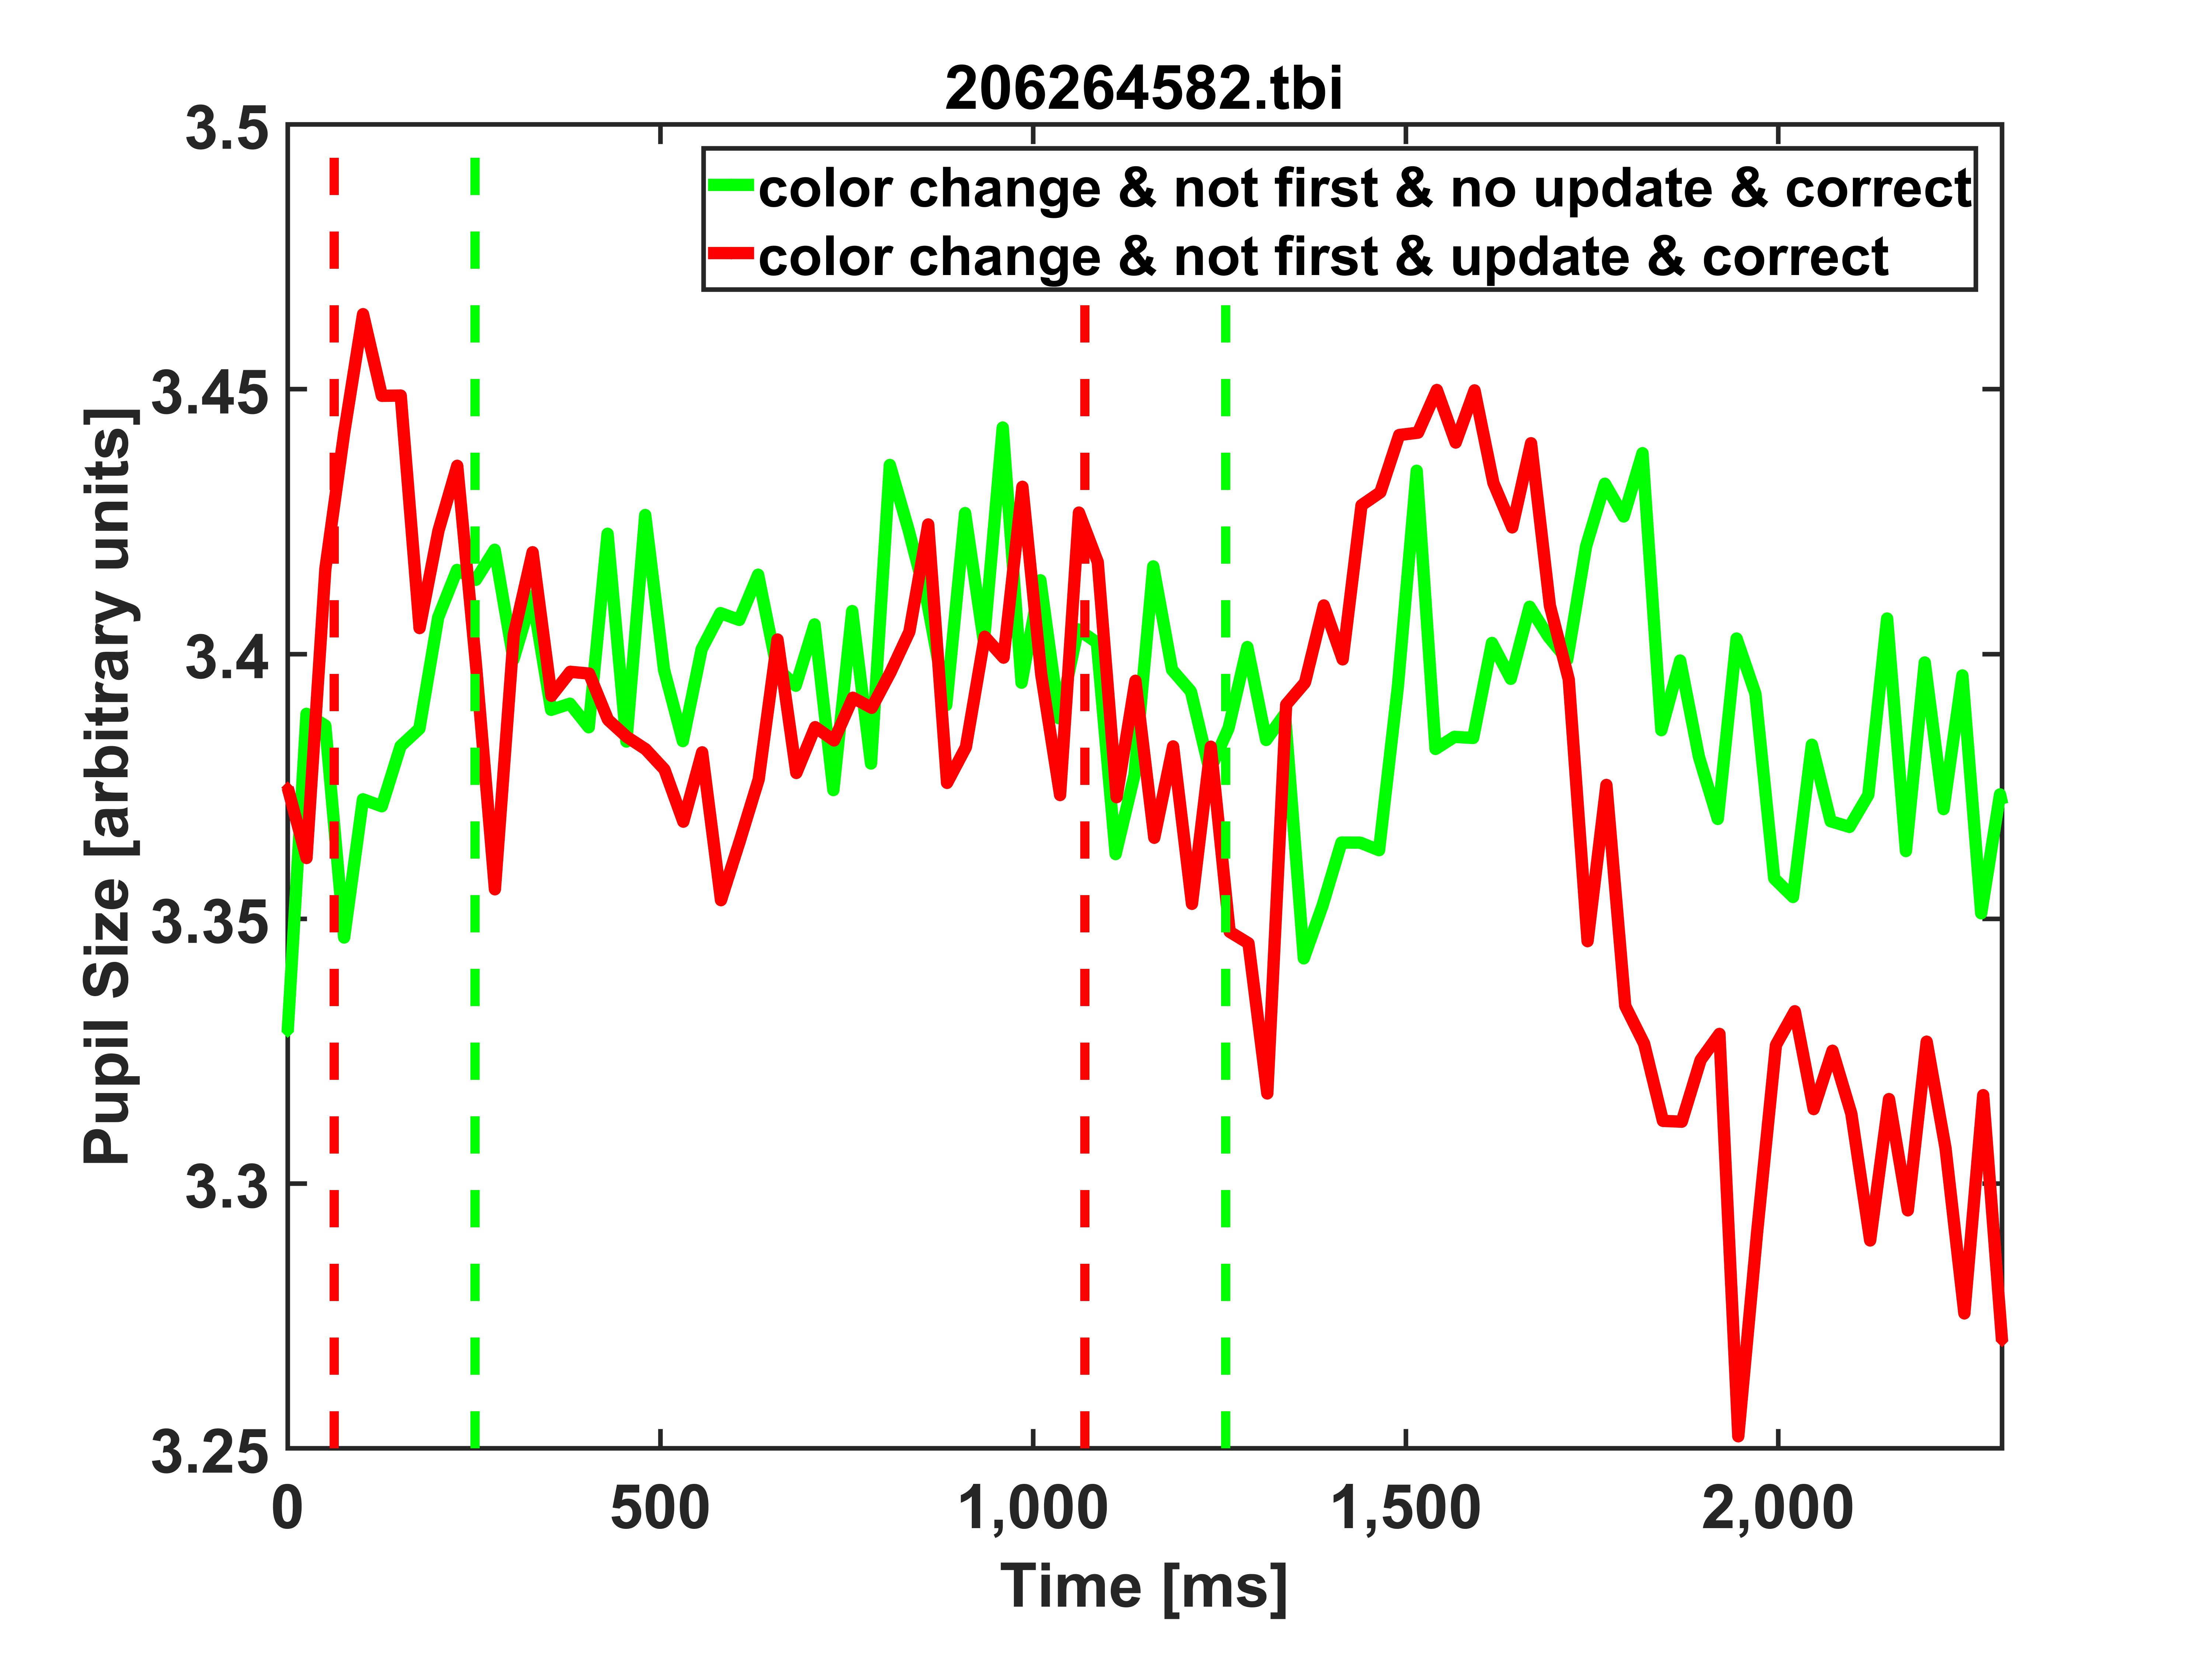 206264582.tbi
3.5
3.45
3.4
3.35
3.3
3.25
Pupil Size [arbitrary units]
color change & not first & no update & correct
color change & not first & update & correct
0 500 1,000 1,500 2,000
Time [ms]